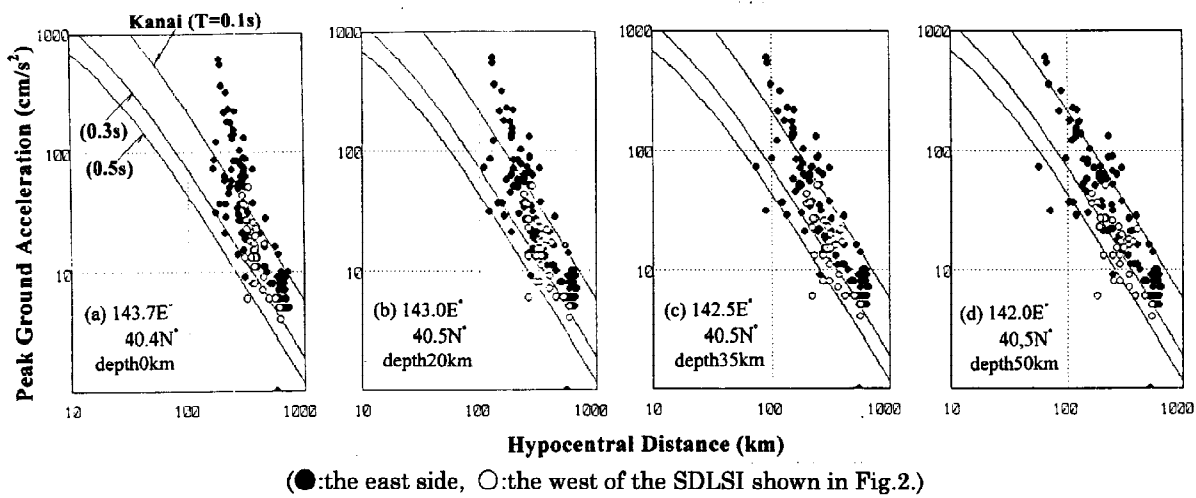 Kanai (T=0.1s)
1000
1000
1000
1000
(0.3s)
(0.5s)
100
100
100
100
10
10
10
10
Peak Ground Acceleration (cm/s²)
(a) 143.7E°
40.4N°
depth0km
(b) 143.0E°
40.5N°
depth20km
(c) 142.5E°
40.5N°
depth35km
(d) 142.0E°
40,5N°
depth50km
10 100 1000
10 100 1000
10 100 1000
10 100 1000
Hypocentral Distance (km)
(●:the east side, ○:the west of the SDLSI shown in Fig.2.)